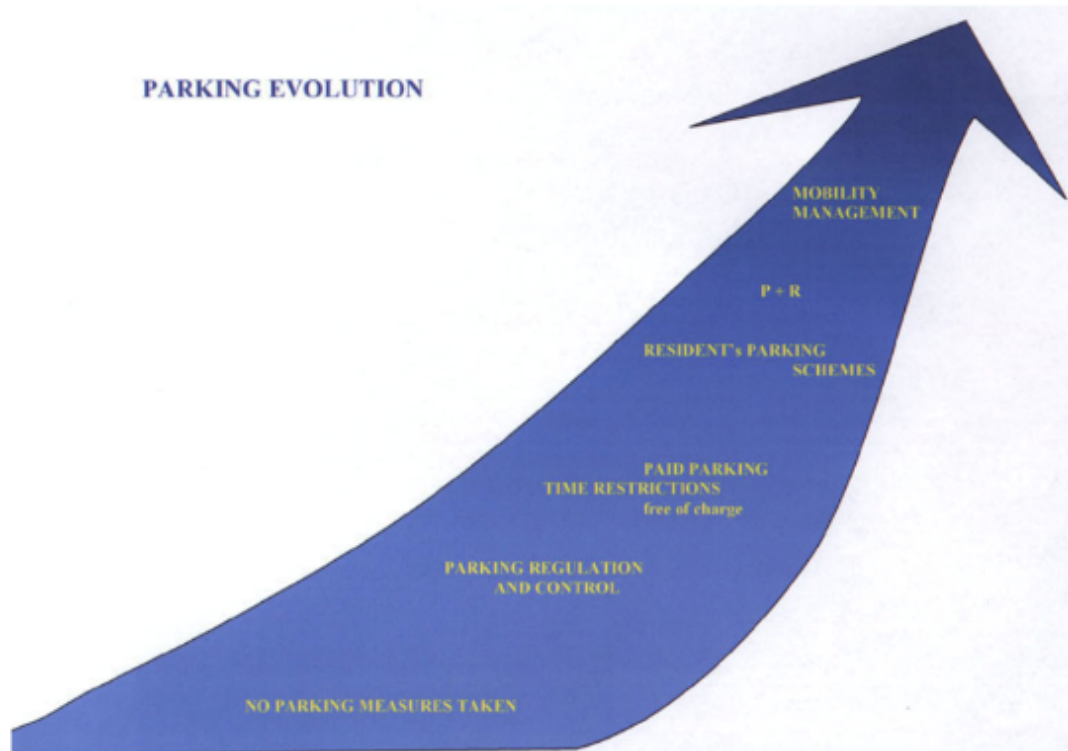 PARKING EVOLUTION
MOBILITY
MANAGEMENT
P + R
RESIDENT's PARKING
SCHEMES
PAID PARKING
TIME RESTRICTIONS
free of charge
PARKING REGULATION
AND CONTROL
NO PARKING MEASURES TAKEN